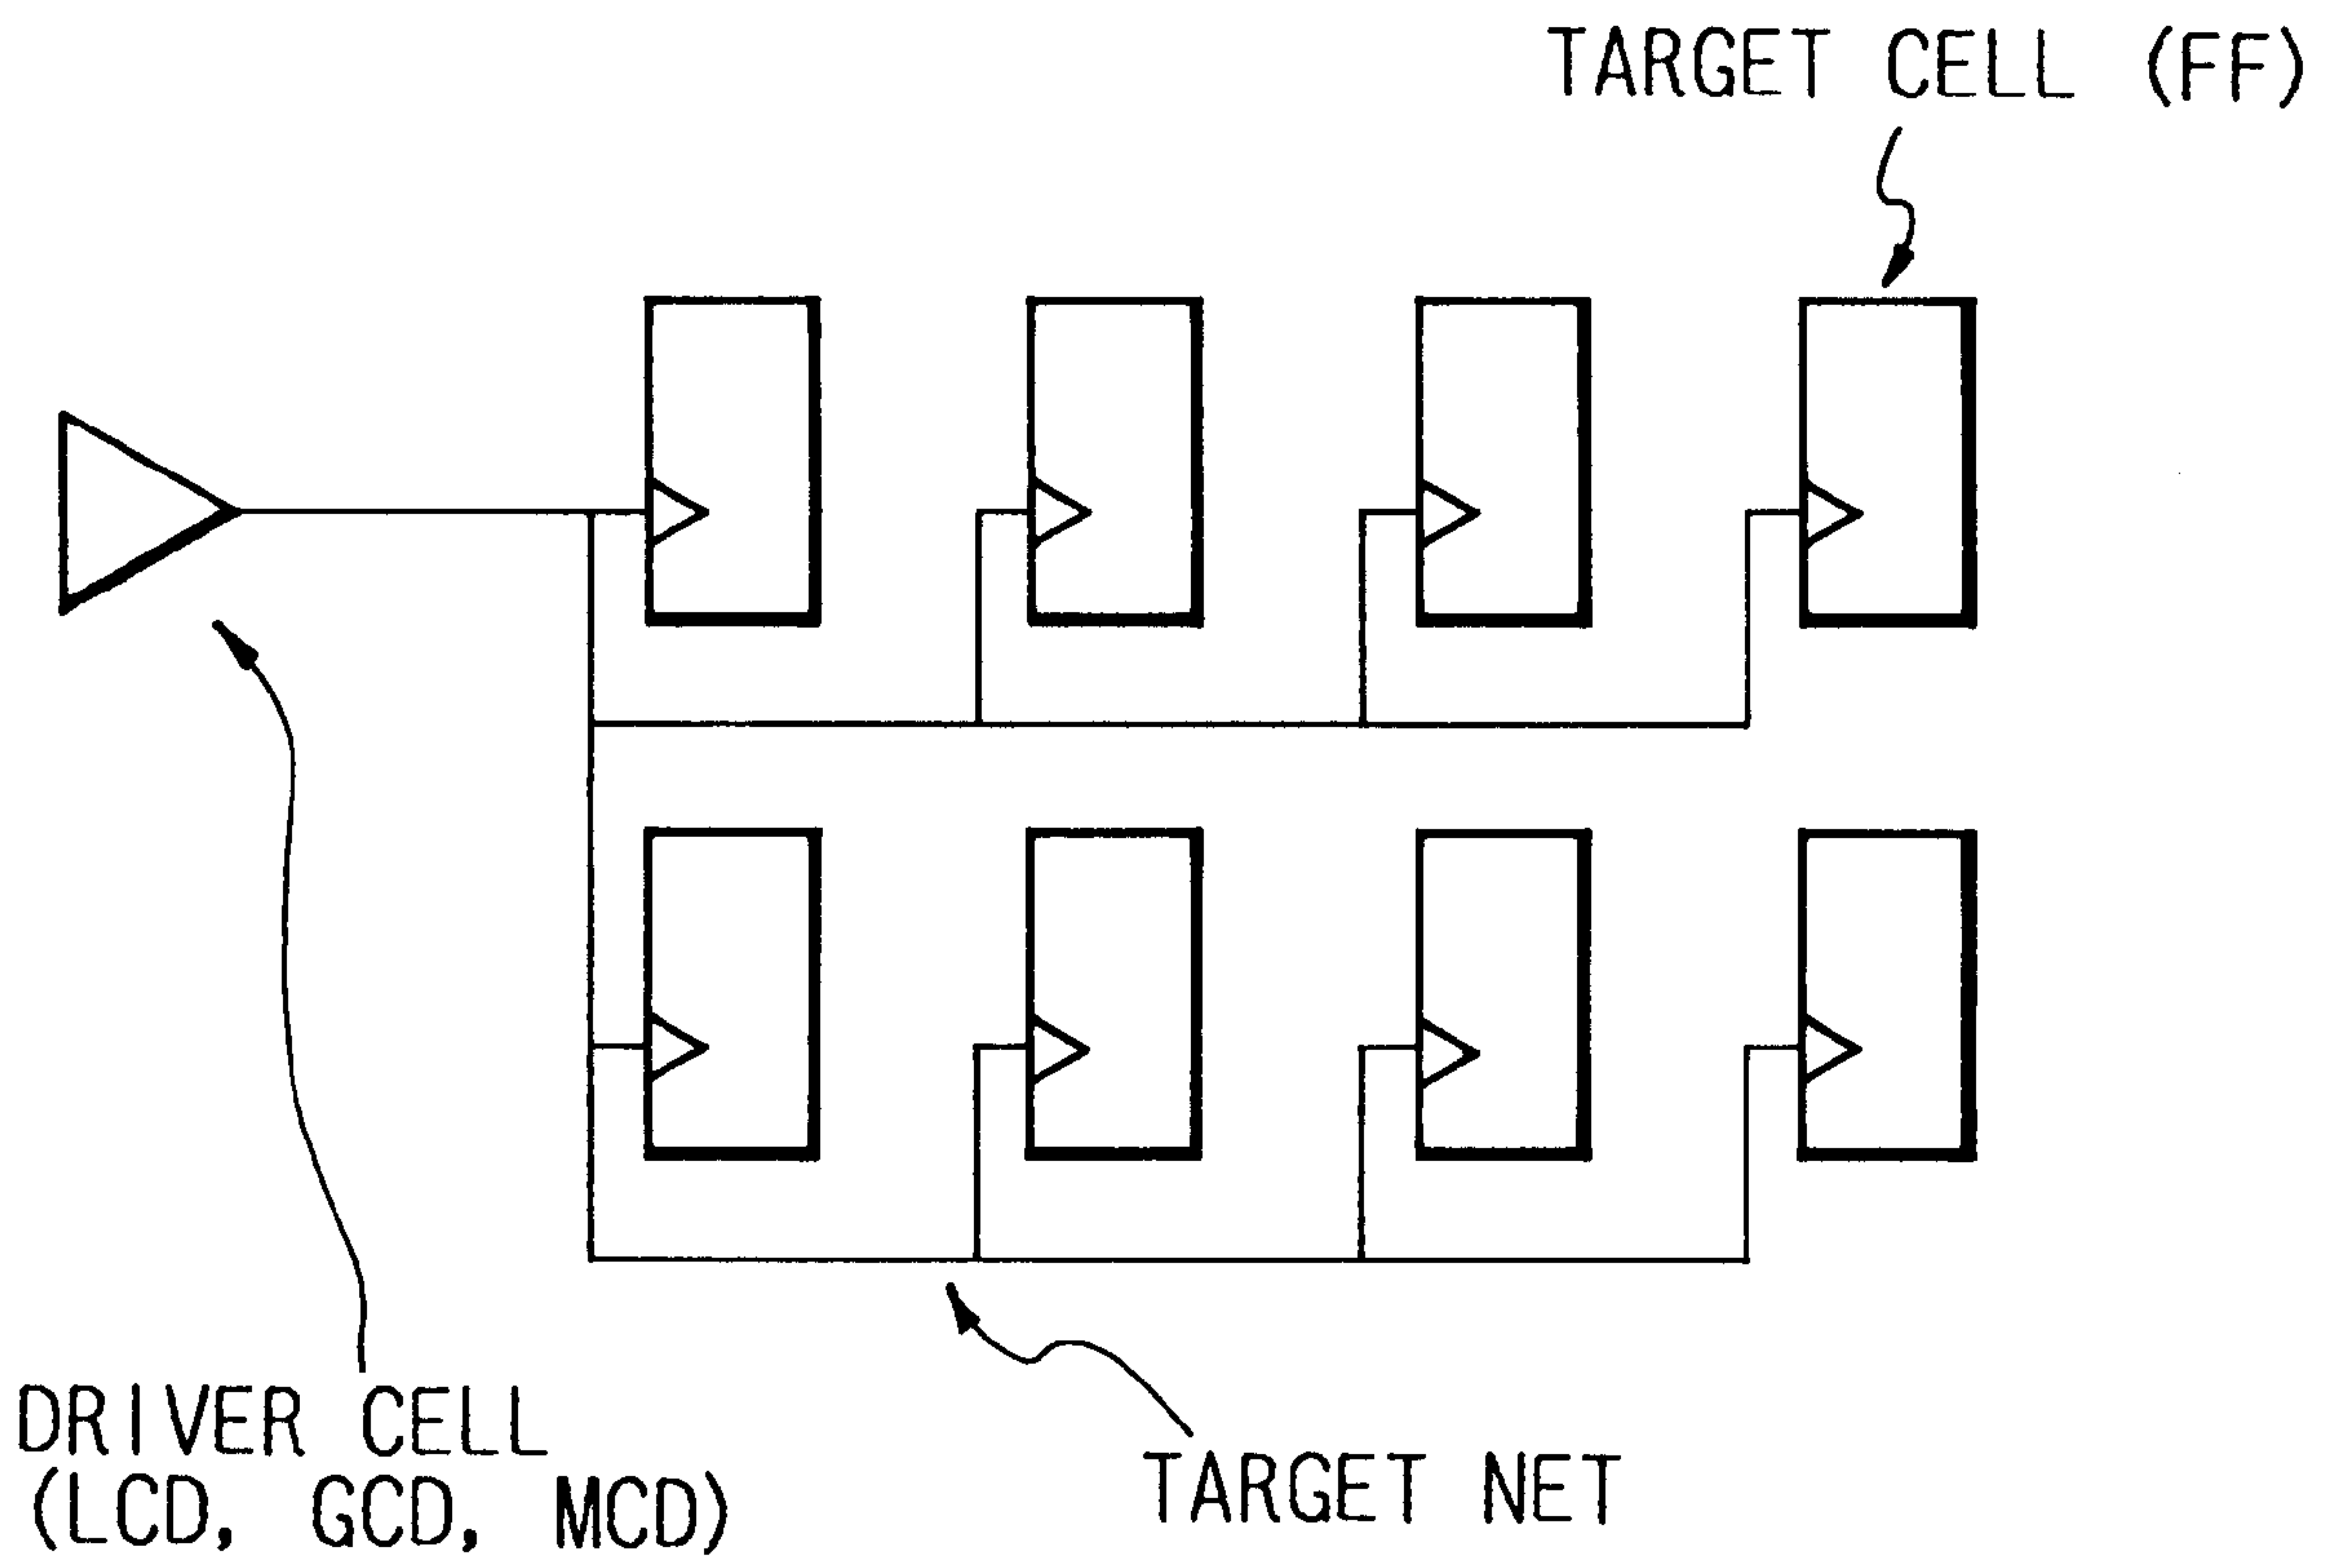 TARGET CELL (FF)
DRIVER CELL
(LCD, GCD, MCD)
TARGET NET